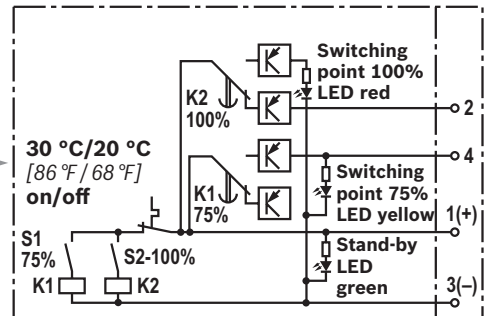 Switching
point 100%
LED red
K2
100%
2
30 °C/20 °C
[86 °F / 68 °F]
on/off
4
Switching
point 75%
LED yellow
K1
75%
1(+)
S1
75%
S2-100%
Stand-by
LED
green
K1
K2
3(–)